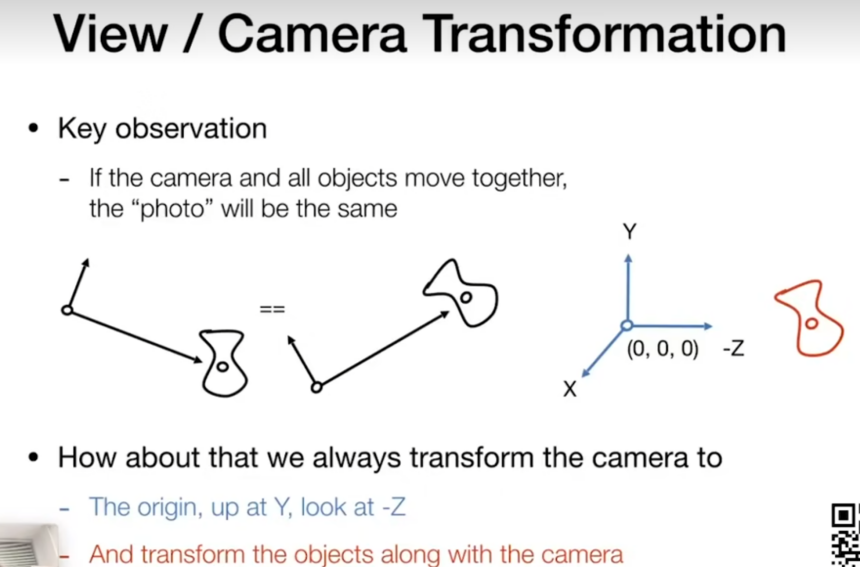 View / Camera Transformation
• Key observation
- If the camera and all objects move together,
the “photo” will be the same
==
Y
(0, 0, 0) -Z
X
• How about that we always transform the camera to
- The origin, up at Y, look at -Z
- And transform the objects along with the camera